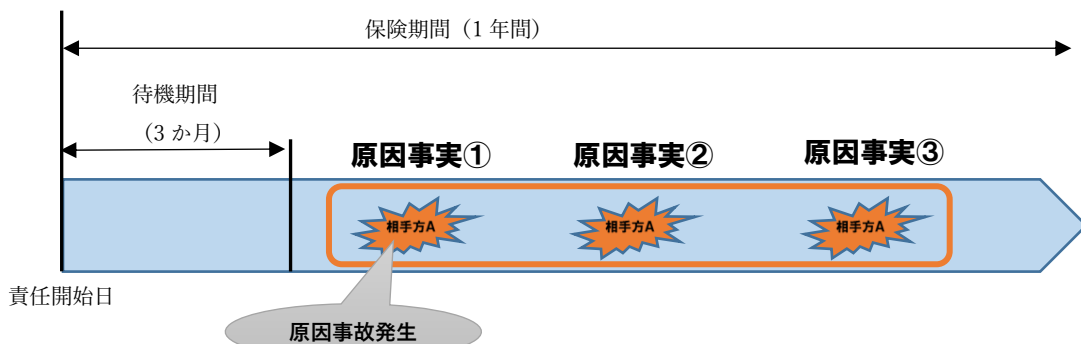 保険期間（1 年間）
待機期間
（3 か月）
原因事実①
原因事実②
原因事実③
相手方A
相手方A
相手方A
責任開始日
原因事故発生